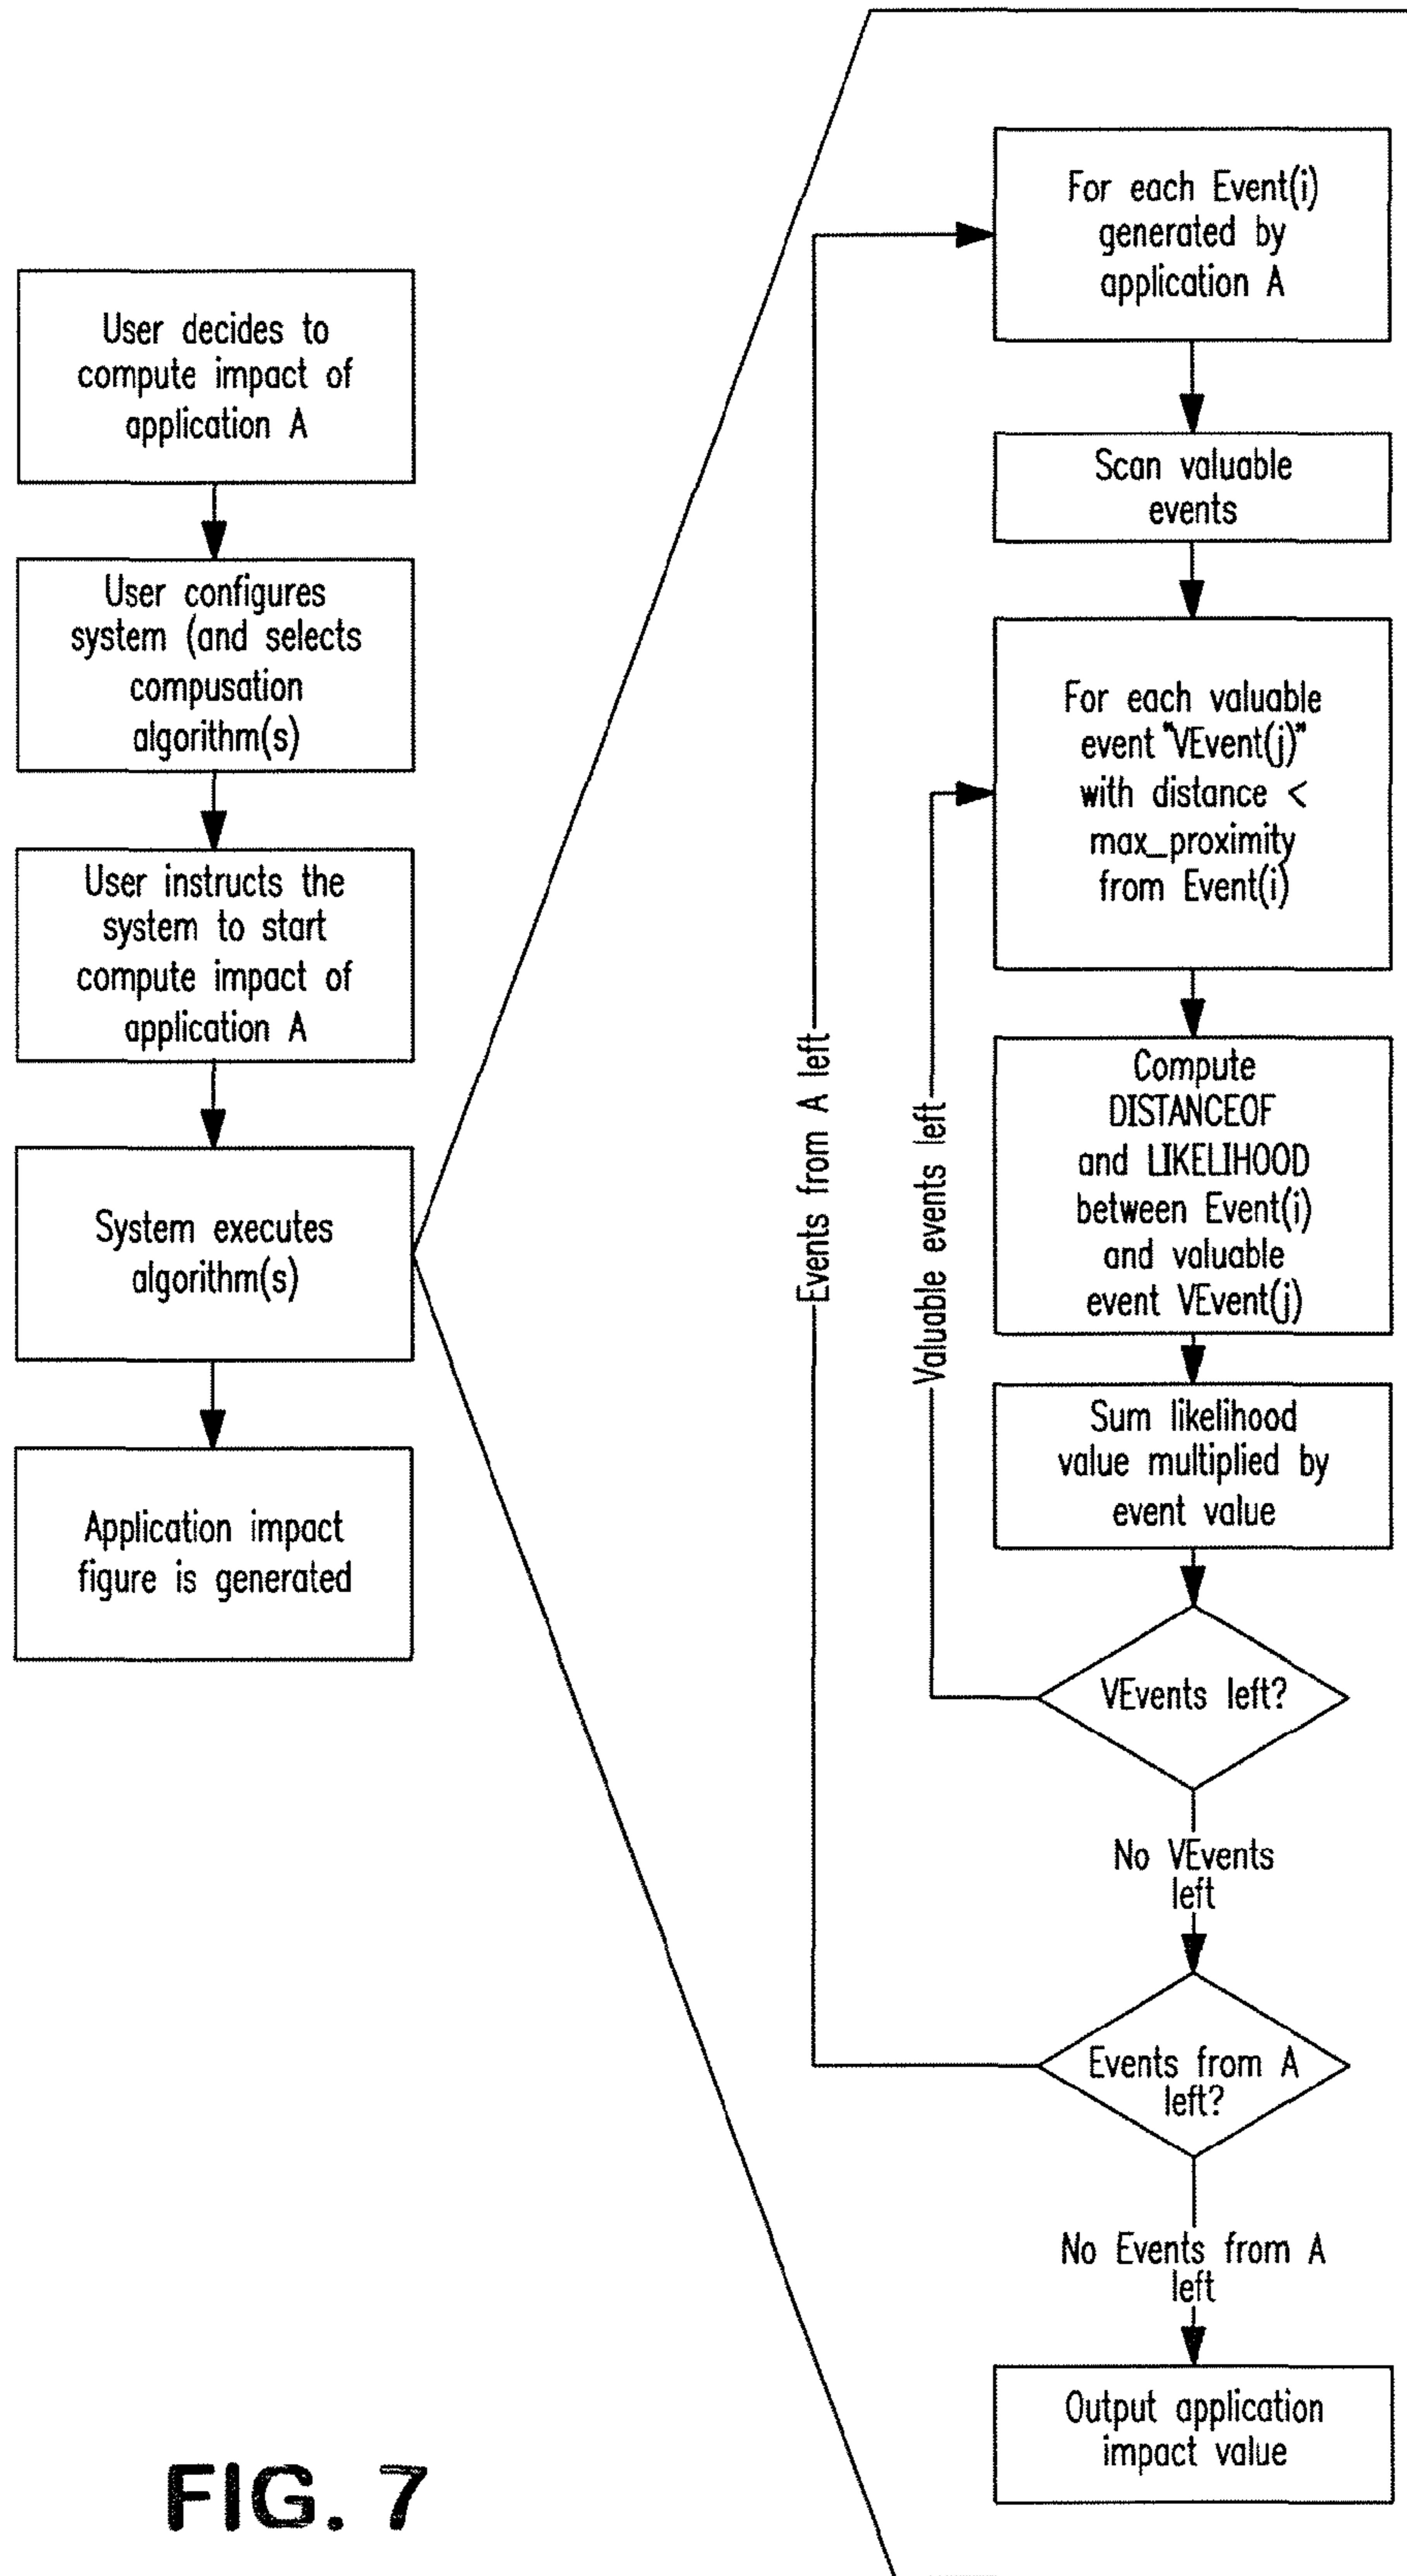 User decides to
compute impact of
application A
User configures
system (and selects
compusation
algorithm(s)
User instructs the
system to start
compute impact of
application A
System executes
algorithm(s)
Application impact
figure is generated
For each Event(i)
generated by
application A
Scan valuable
events
For each valuable
event "VEvent(j)"
with distance <
max_proximity
from Event(i)
Compute
DISTANCEOF
and LIKELIHOOD
between Event(i)
and valuable
event VEvent(j)
Sum likelihood
value multiplied by
event value
VEvents left?
Valuable events left
No VEvents
left
Events from A
left?
Events from A left
No Events from A
left
Output application
impact value
FIG. 7